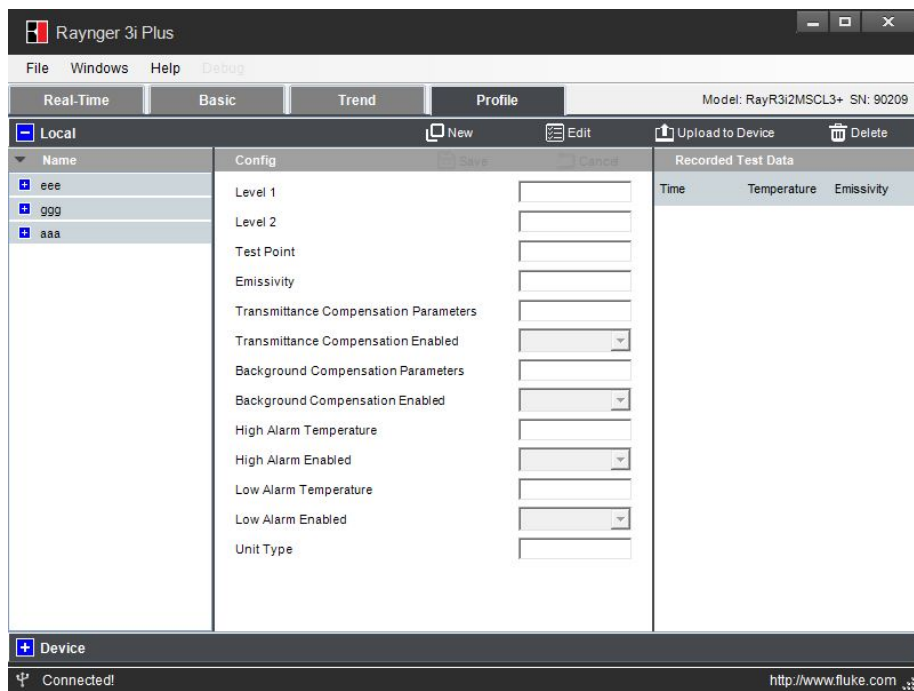 Raynger 3i Plus
File Windows Help Debug
Real-Time Basic Trend Profile Model: RayR3i2MSCL3+ SN: 90209
Local New Edit Upload to Device Delete
Name Config Save Cancel Recorded Test Data
eee
ggg
aaa
Level 1
Level 2
Test Point
Emissivity
Transmittance Compensation Parameters
Transmittance Compensation Enabled
Background Compensation Parameters
Background Compensation Enabled
High Alarm Temperature
High Alarm Enabled
Low Alarm Temperature
Low Alarm Enabled
Unit Type
Time Temperature Emissivity
Device
Connected! http://www.fluke.com